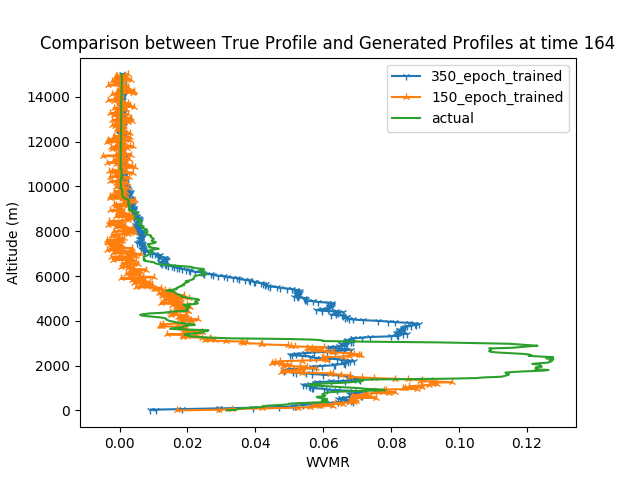 Comparison between True Profile and Generated Profiles at time 164
350_epoch_trained
150_epoch_trained
actual
14000
12000
10000
8000
6000
4000
2000
0
Altitude (m)
0.00 0.02 0.04 0.06 0.08 0.10 0.12
WVMR